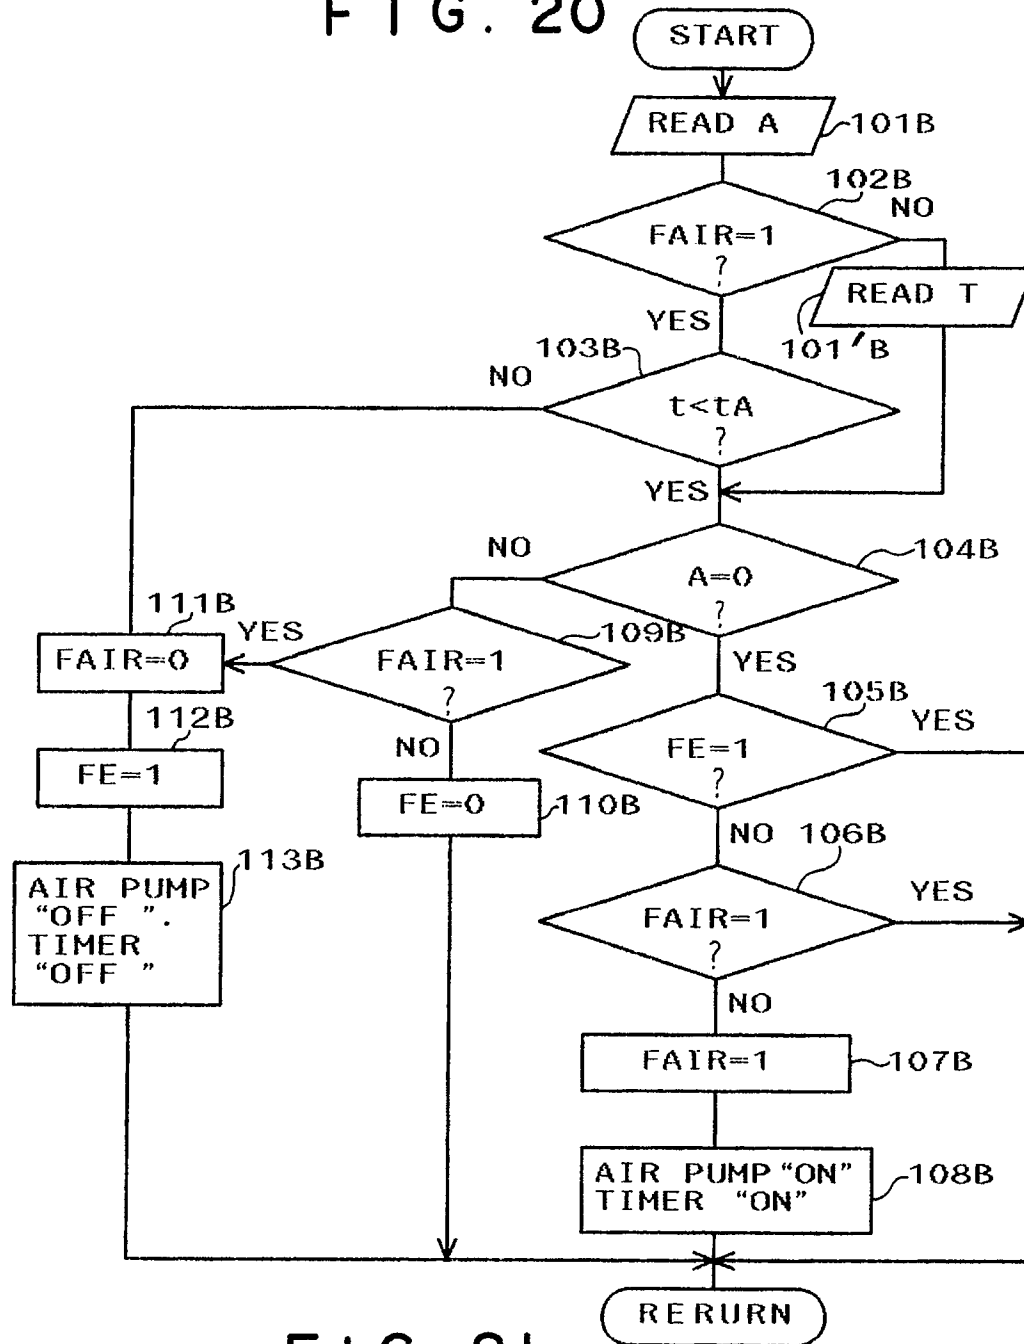 FIG. 20
START
READ A
101B
102B
NO
FAIR=1
?
READ T
YES
101'B
103B
NO
t<tA
?
YES
NO
104B
A=0
?
111B
YES
109B
FAIR=0
FAIR=1
?
YES
105B
YES
112B
NO
FE=1
FE=1
?
FE=0
110B
NO
106B
113B
YES
AIR PUMP
"OFF ".
TIMER
"OFF "
FAIR=1
?
NO
FAIR=1
107B
AIR PUMP "ON"
TIMER "ON"
108B
RERURN